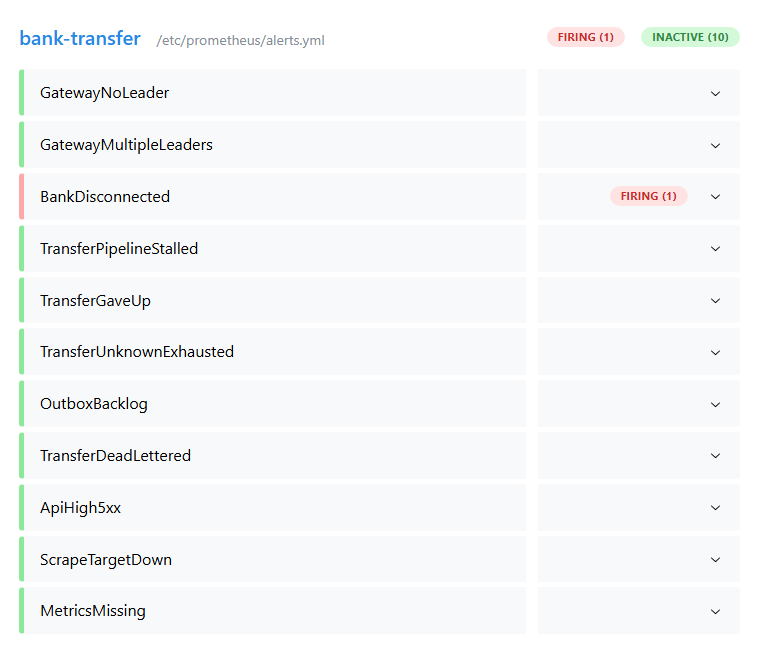 bank-transfer /etc/prometheus/alerts.yml FIRING (1) INACTIVE (10)
GatewayNoLeader
GatewayMultipleLeaders
BankDisconnected FIRING (1)
TransferPipelineStalled
TransferGaveUp
TransferUnknownExhausted
OutboxBacklog
TransferDeadLettered
ApiHigh5xx
ScrapeTargetDown
MetricsMissing